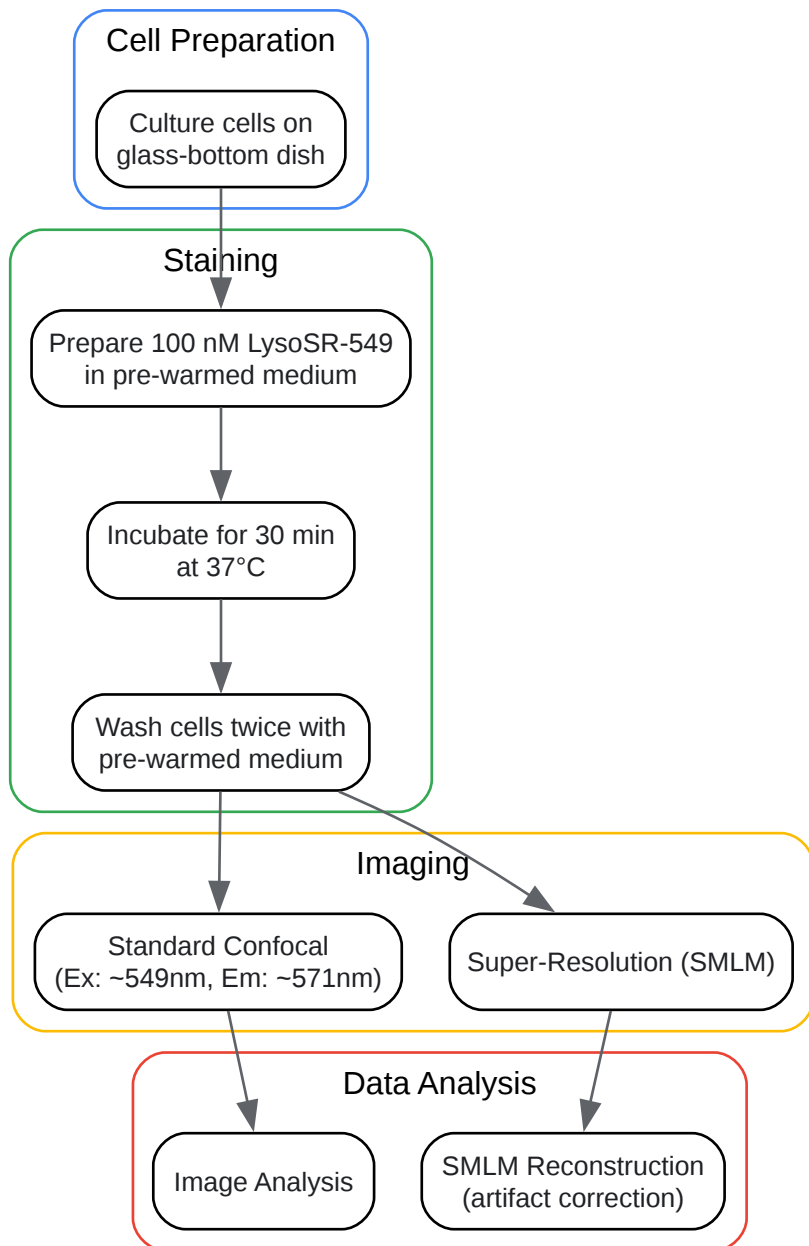 Cell Preparation
Culture cells on
glass-bottom dish
Staining
Prepare 100 nM LysoSR-549
in pre-warmed medium
Incubate for 30 min
at 37°C
Wash cells twice with
pre-warmed medium
Imaging
Standard Confocal
(Ex: ~549nm, Em: ~571nm)
Super-Resolution (SMLM)
Data Analysis
Image Analysis
SMLM Reconstruction
(artifact correction)